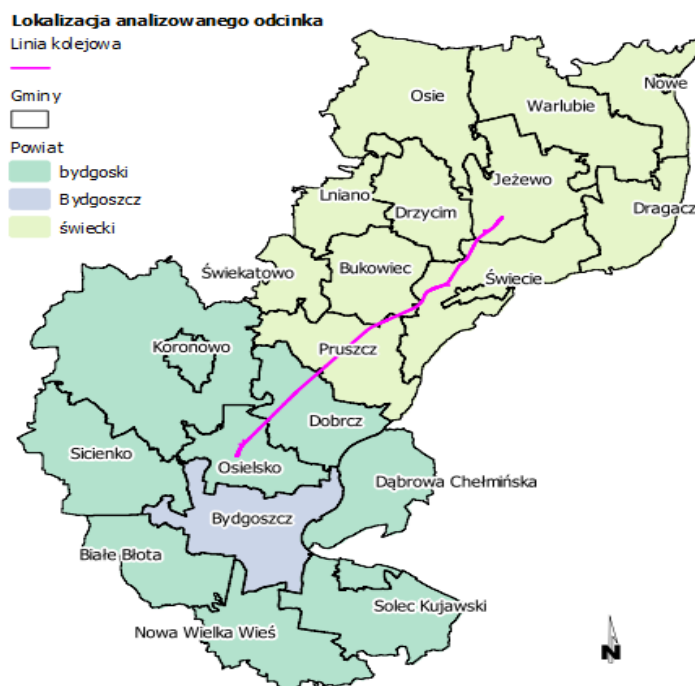 Lokalizacja analizowanego odcinka
Linia kolejowa
Gminy
Powiat
bydgoski
Bydgoszcz
świecki
Osie
Nowe
Warlubie
Jeżewo
Lniano
Drzycim
Dragacz
Świekatowo
Bukowiec
Świecie
Koronowo
Pruszcz
Dobrcz
Sicienko
Osielsko
Dąbrowa Chełmińska
Bydgoszcz
Białe Błota
Solec Kujawski
Nowa Wielka Wieś
N